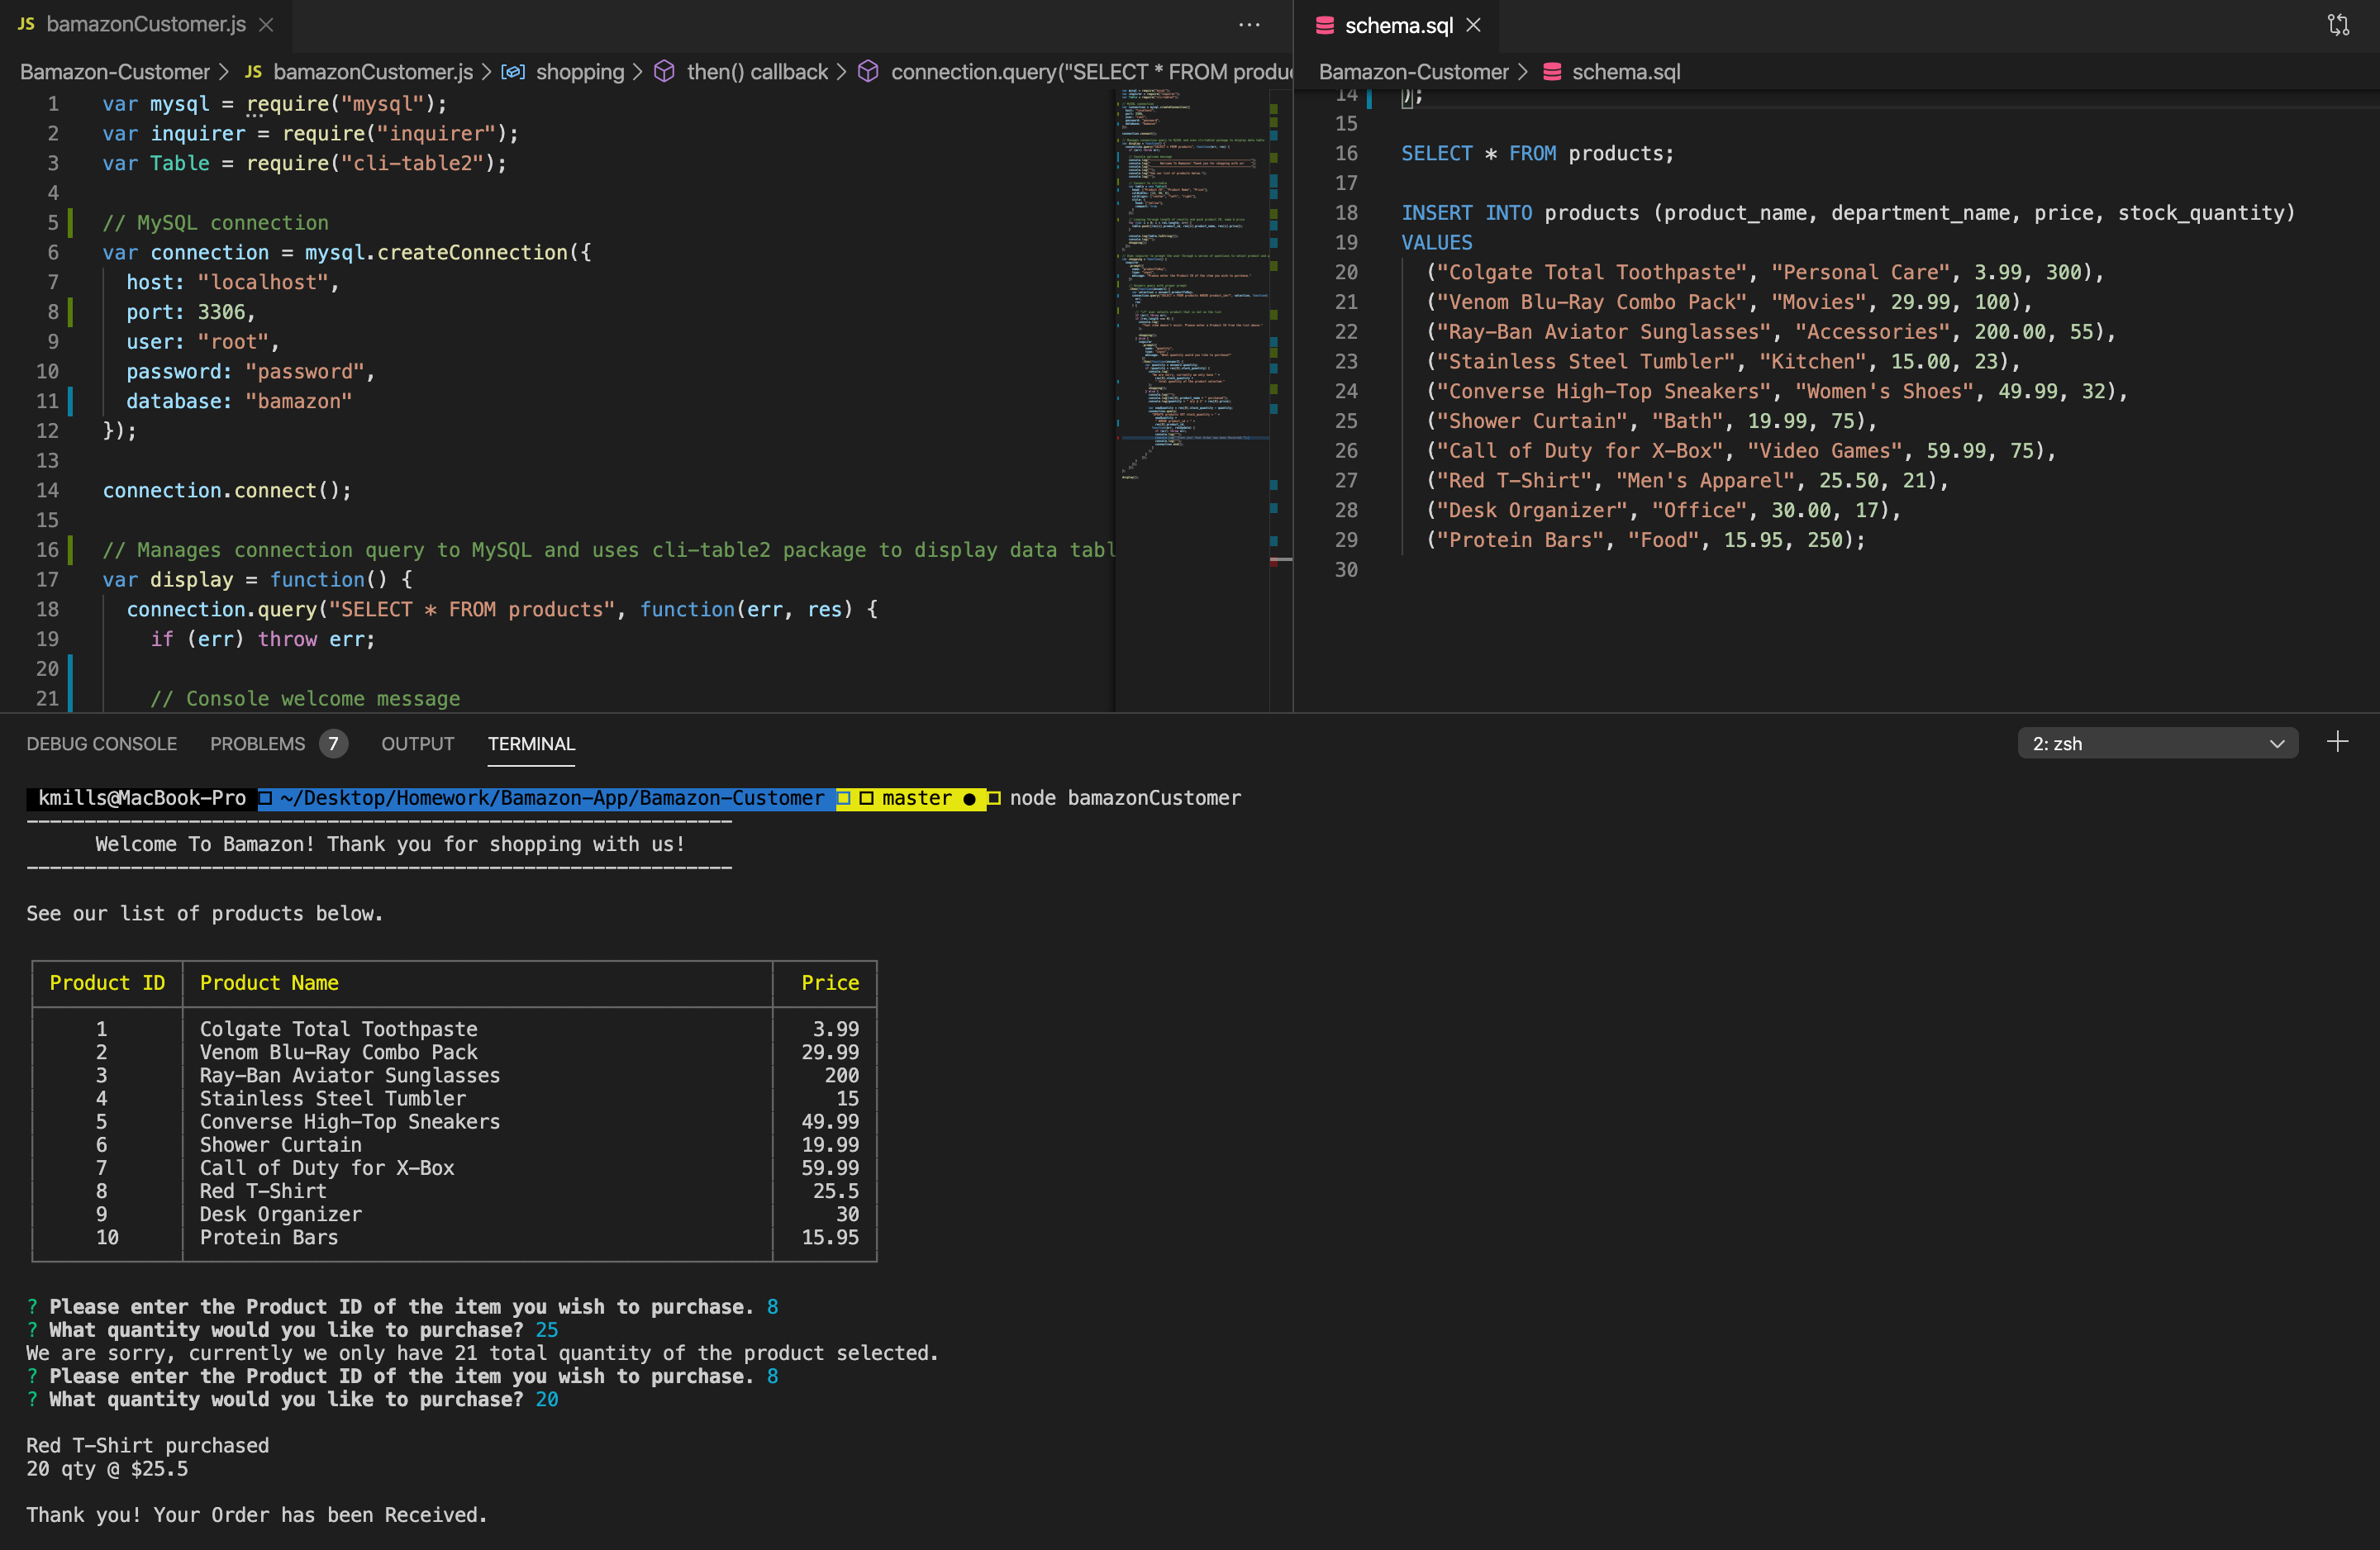 JS bamazonCustomer.js
Bamazon-Customer > JS bamazonCustomer.js > shopping > then() callback > connection.query("SELECT * FROM produc
1 var mysql = require("mysql");
2 var inquirer = require("inquirer");
3 var Table = require("cli-table2");
4
5 // MySQL connection
6 var connection = mysql.createConnection({
7 host: "localhost",
8 port: 3306,
9 user: "root",
10 password: "password",
11 database: "bamazon"
12 });
13
14 connection.connect();
15
16 // Manages connection query to MySQL and uses cli-table2 package to display data tabl
17 var display = function() {
18 connection.query("SELECT * FROM products", function(err, res) {
19 if (err) throw err;
20
21 // Console welcome message
schema.sql
Bamazon-Customer > schema.sql
14 );
15
16 SELECT * FROM products;
17
18 INSERT INTO products (product_name, department_name, price, stock_quantity)
19 VALUES
20 ("Colgate Total Toothpaste", "Personal Care", 3.99, 300),
21 ("Venom Blu-Ray Combo Pack", "Movies", 29.99, 100),
22 ("Ray-Ban Aviator Sunglasses", "Accessories", 200.00, 55),
23 ("Stainless Steel Tumbler", "Kitchen", 15.00, 23),
24 ("Converse High-Top Sneakers", "Women's Shoes", 49.99, 32),
25 ("Shower Curtain", "Bath", 19.99, 75),
26 ("Call of Duty for X-Box", "Video Games", 59.99, 75),
27 ("Red T-Shirt", "Men's Apparel", 25.50, 21),
28 ("Desk Organizer", "Office", 30.00, 17),
29 ("Protein Bars", "Food", 15.95, 250);
30
DEBUG CONSOLE PROBLEMS 7 OUTPUT TERMINAL 2: zsh
kmills@MacBook-Pro ~/Desktop/Homework/Bamazon-App/Bamazon-Customer master ● node bamazonCustomer
Welcome To Bamazon! Thank you for shopping with us!
See our list of products below.
Product ID Product Name Price
1 Colgate Total Toothpaste 3.99
2 Venom Blu-Ray Combo Pack 29.99
3 Ray-Ban Aviator Sunglasses 200
4 Stainless Steel Tumbler 15
5 Converse High-Top Sneakers 49.99
6 Shower Curtain 19.99
7 Call of Duty for X-Box 59.99
8 Red T-Shirt 25.5
9 Desk Organizer 30
10 Protein Bars 15.95
? Please enter the Product ID of the item you wish to purchase. 8
? What quantity would you like to purchase? 25
We are sorry, currently we only have 21 total quantity of the product selected.
? Please enter the Product ID of the item you wish to purchase. 8
? What quantity would you like to purchase? 20
Red T-Shirt purchased
20 qty @ $25.5
Thank you! Your Order has been Received.